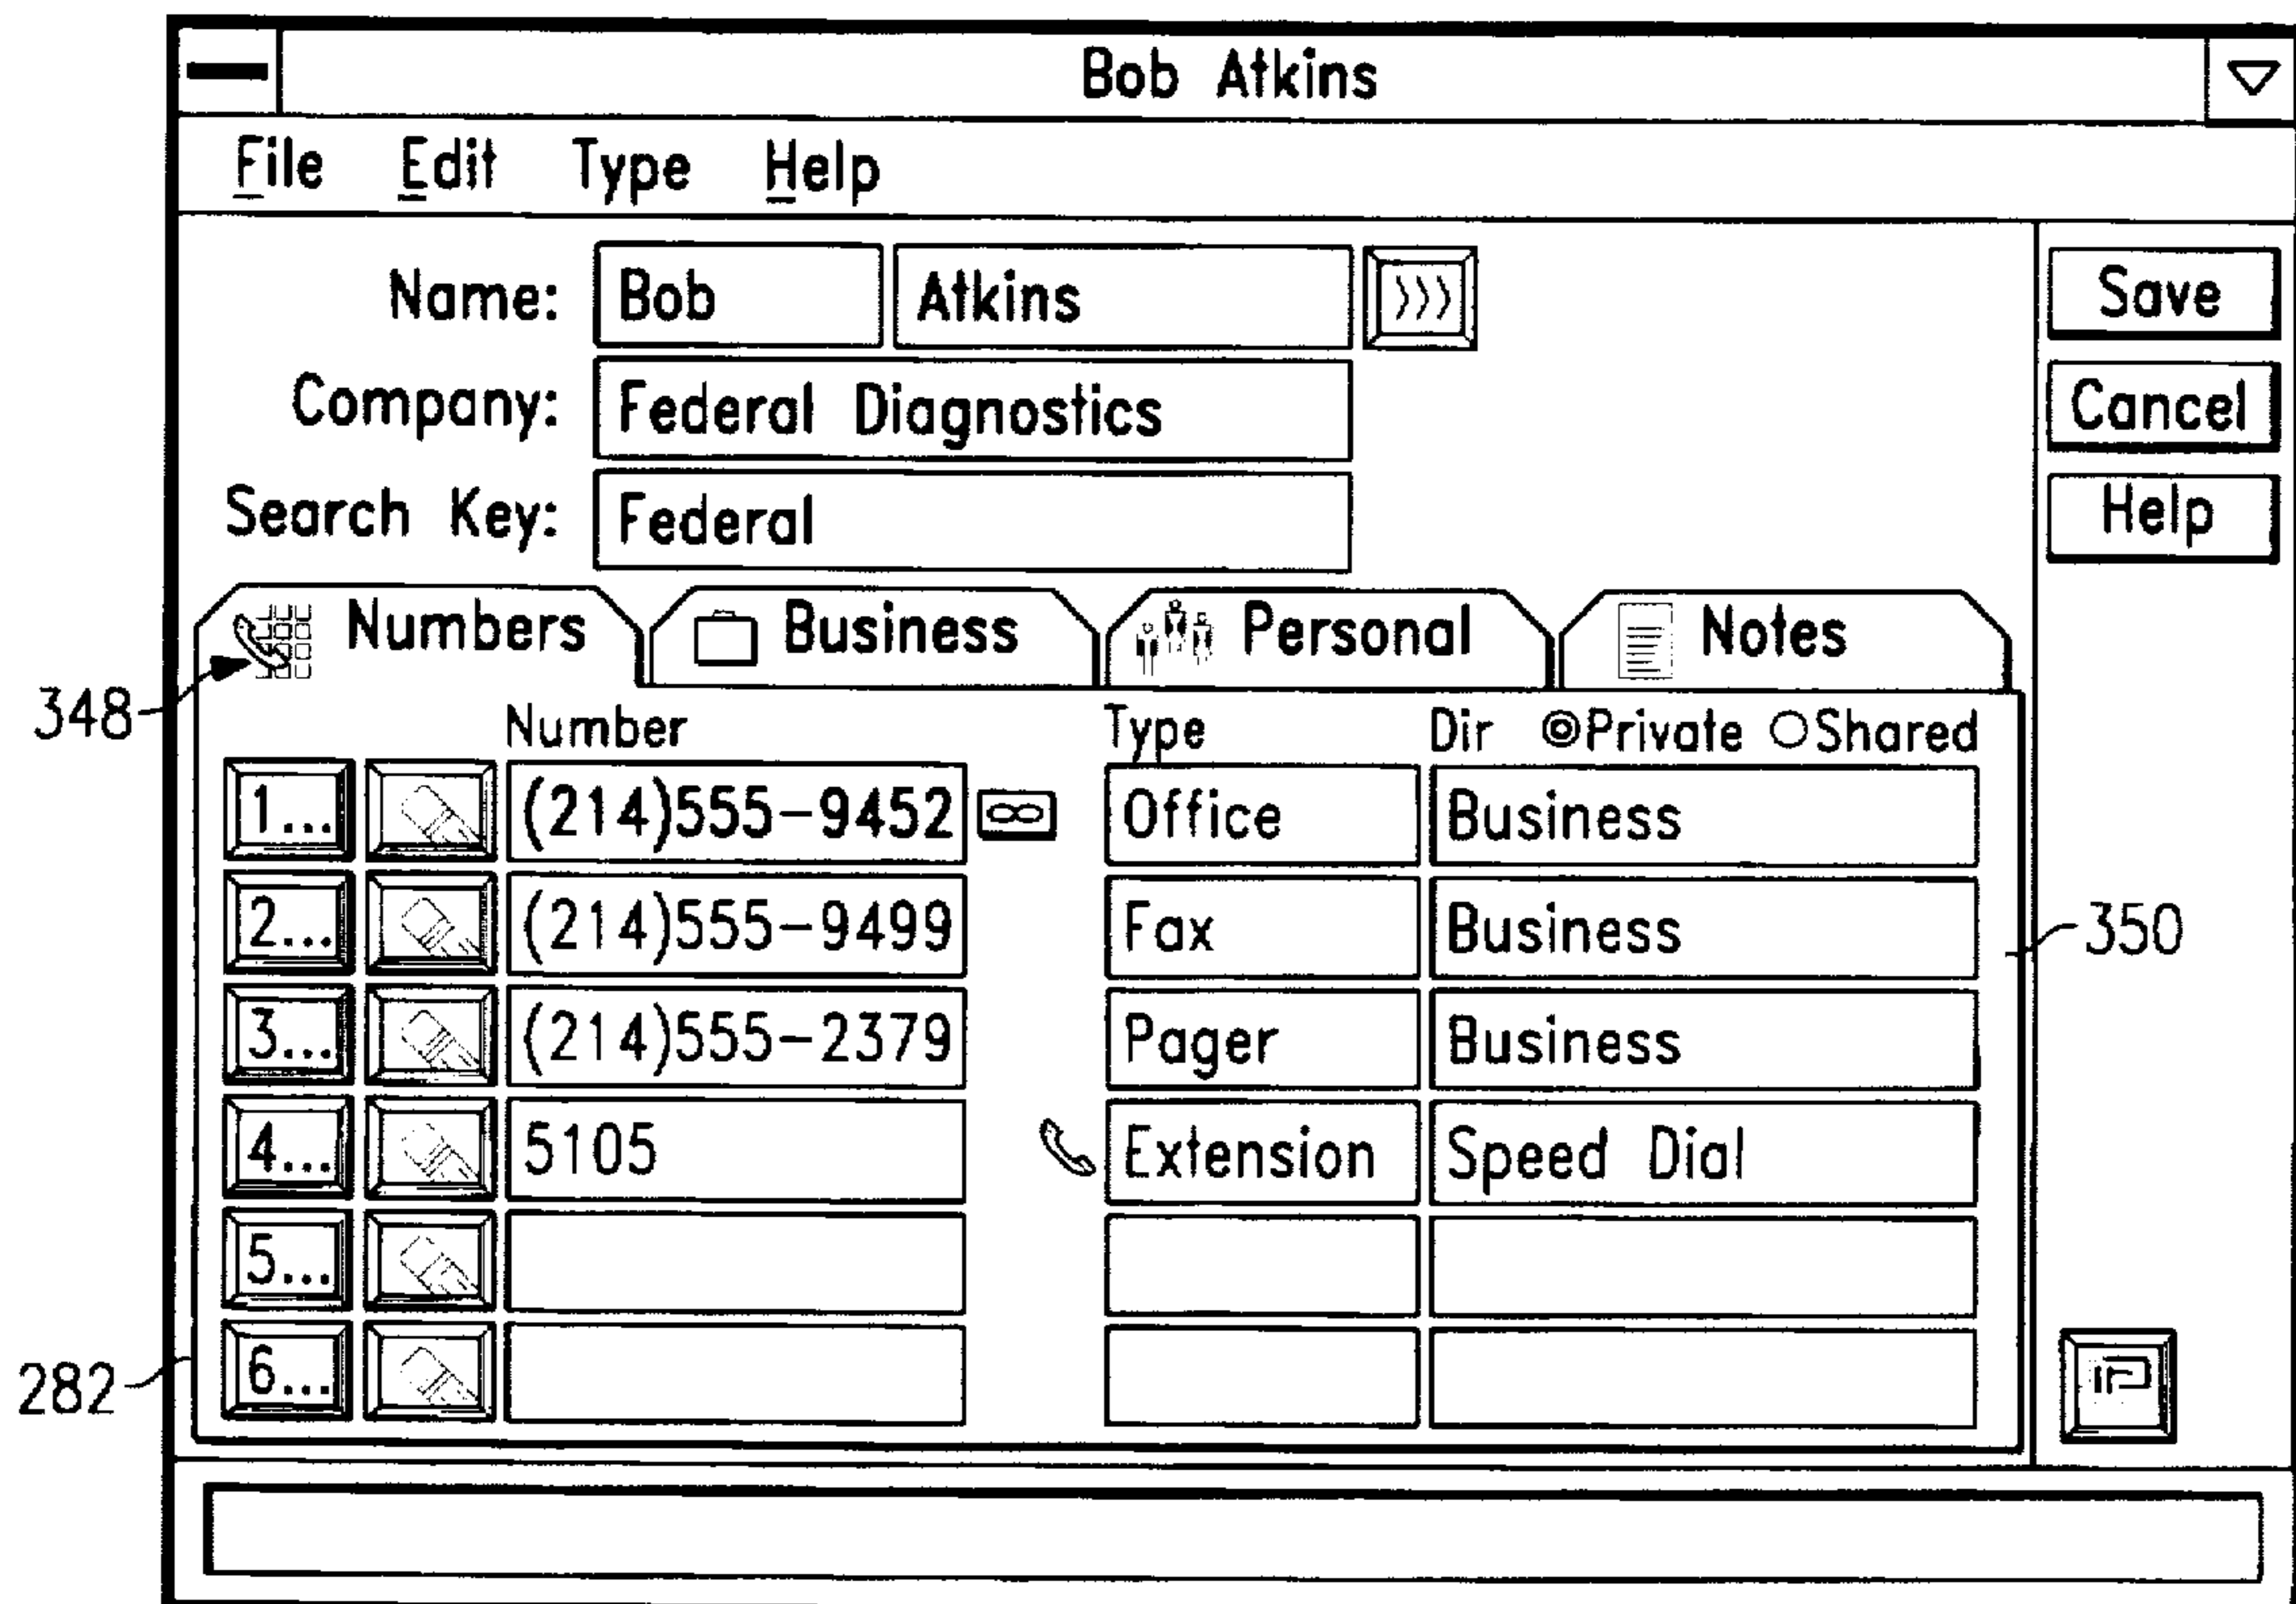 Bob Atkins
File Edit Type Help
Name: Bob Atkins Save
Company: Federal Diagnostics Cancel
Search Key: Federal Help
Numbers Business Personal Notes
348
Number Type Dir Private Shared
1... (214)555-9452 Office Business
2... (214)555-9499 Fax Business 350
3... (214)555-2379 Pager Business
4... 5105 Extension Speed Dial
5...
282 6...